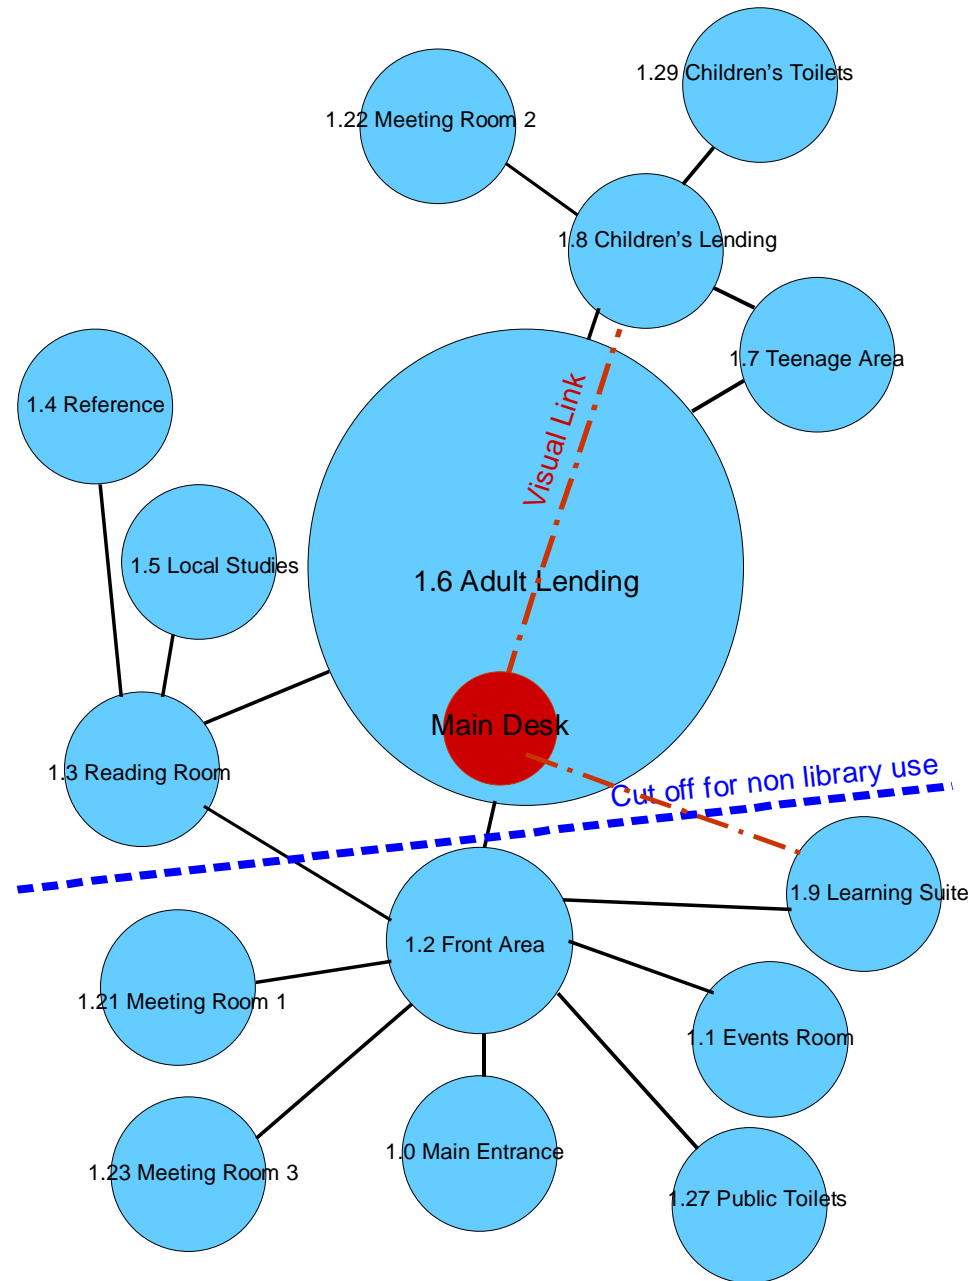 1.29 Children's Toilets
1.22 Meeting Room 2
1.8 Children's Lending
1.7 Teenage Area
1.4 Reference
Visual Link
1.5 Local Studies
1.6 Adult Lending
Main Desk
1.3 Reading Room
Cut off for non library use
1.9 Learning Suite
1.2 Front Area
1.21 Meeting Room 1
1.1 Events Room
1.0 Main Entrance
1.23 Meeting Room 3
1.27 Public Toilets